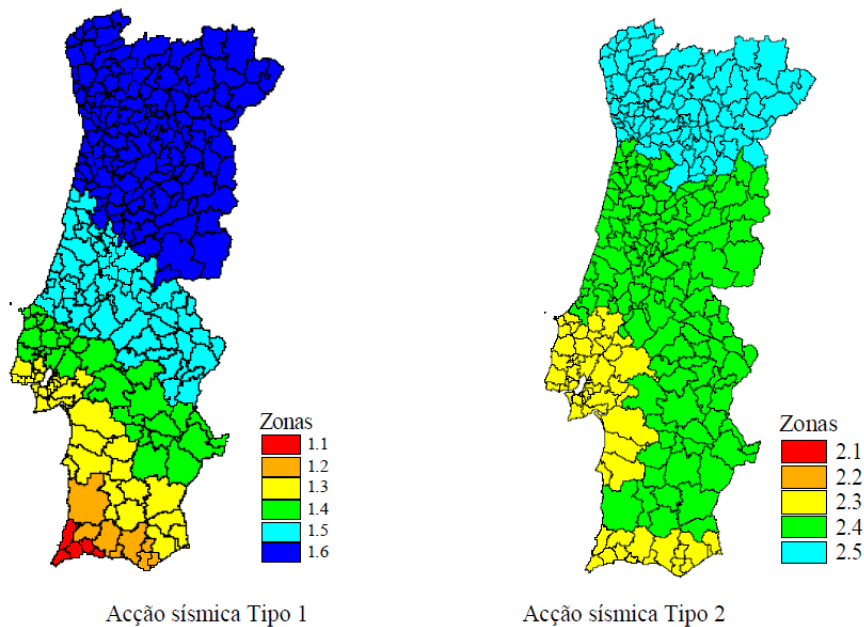 Zonas
1.1
1.2
1.3
1.4
1.5
1.6
Acção sísmica Tipo 1
Zonas
2.1
2.2
2.3
2.4
2.5
Acção sísmica Tipo 2